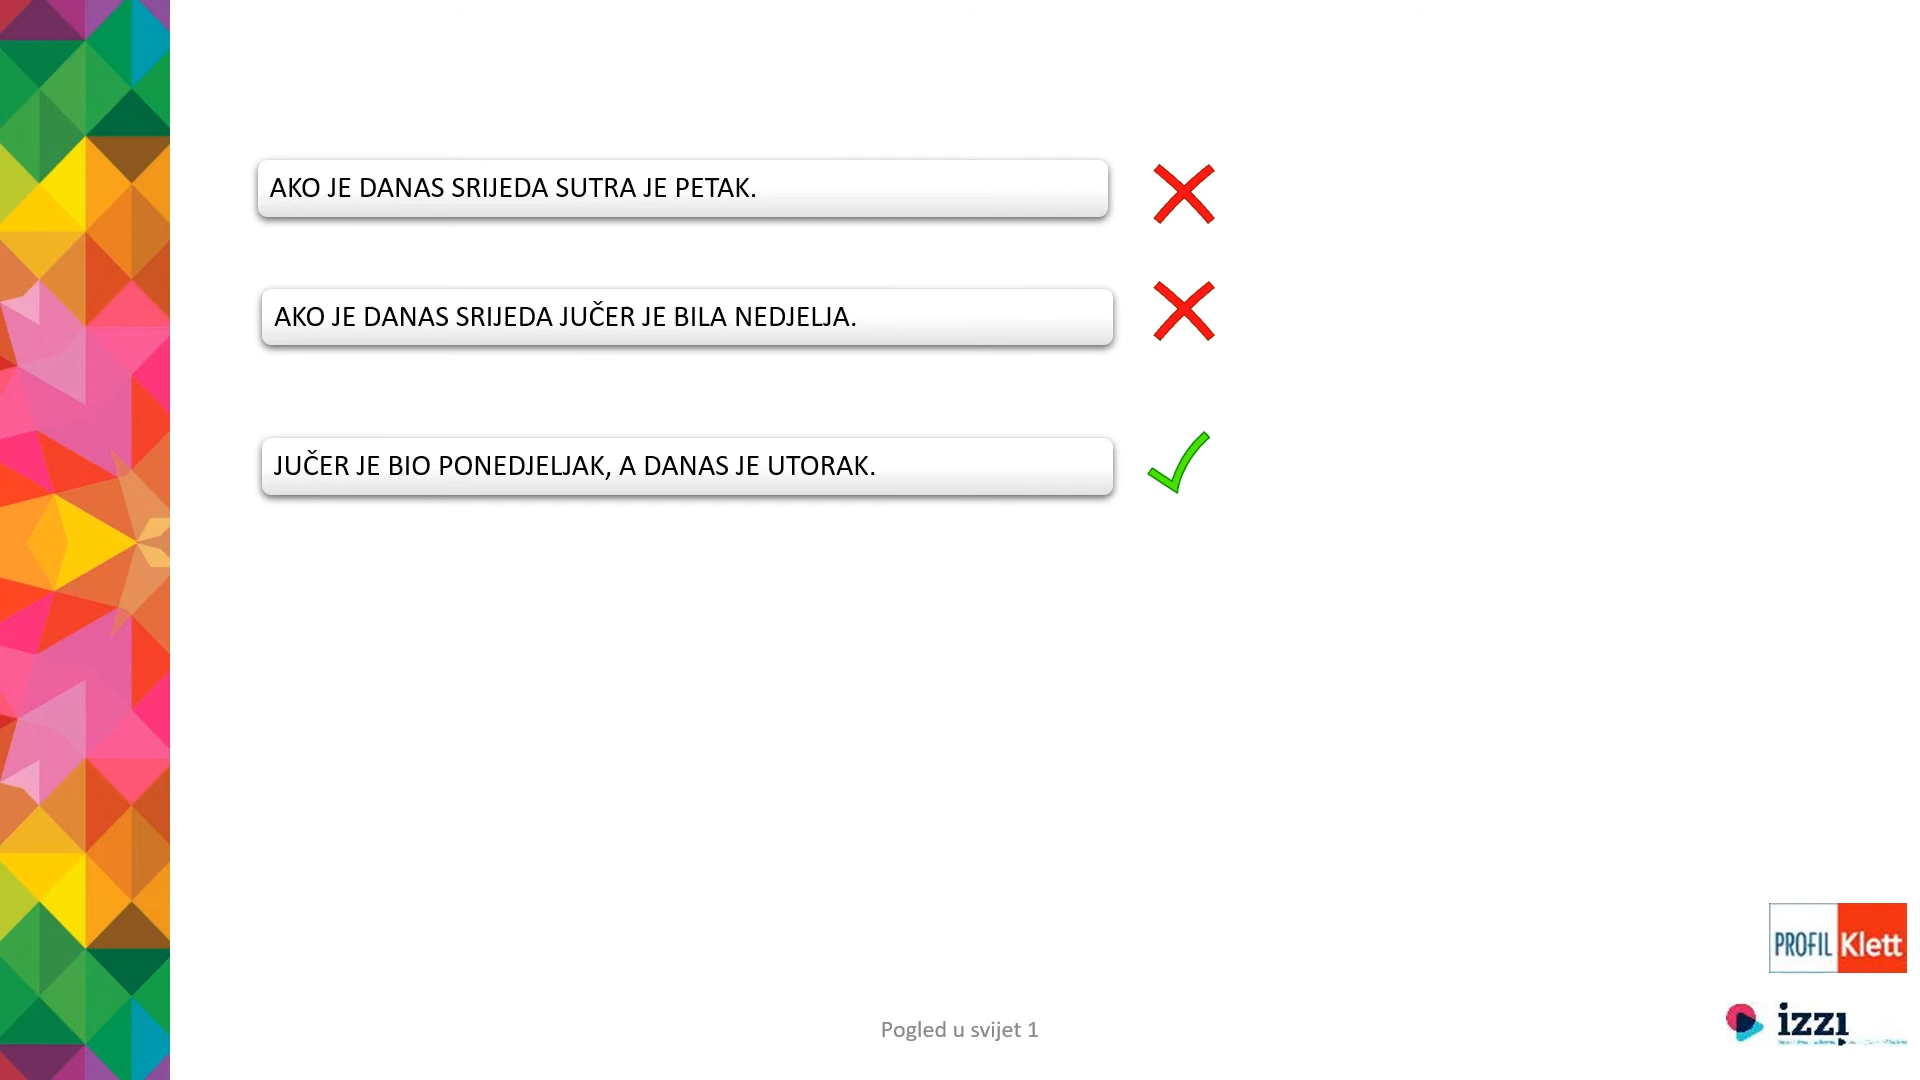 AKO JE DANAS SRIJEDA SUTRA JE PETAK.
AKO JE DANAS SRIJEDA JUČER JE BILA NEDJELJA.
JUČER JE BIO PONEDJELJAK, A DANAS JE UTORAK.
PROFIL Klett
izzi
Pogled u svijet 1